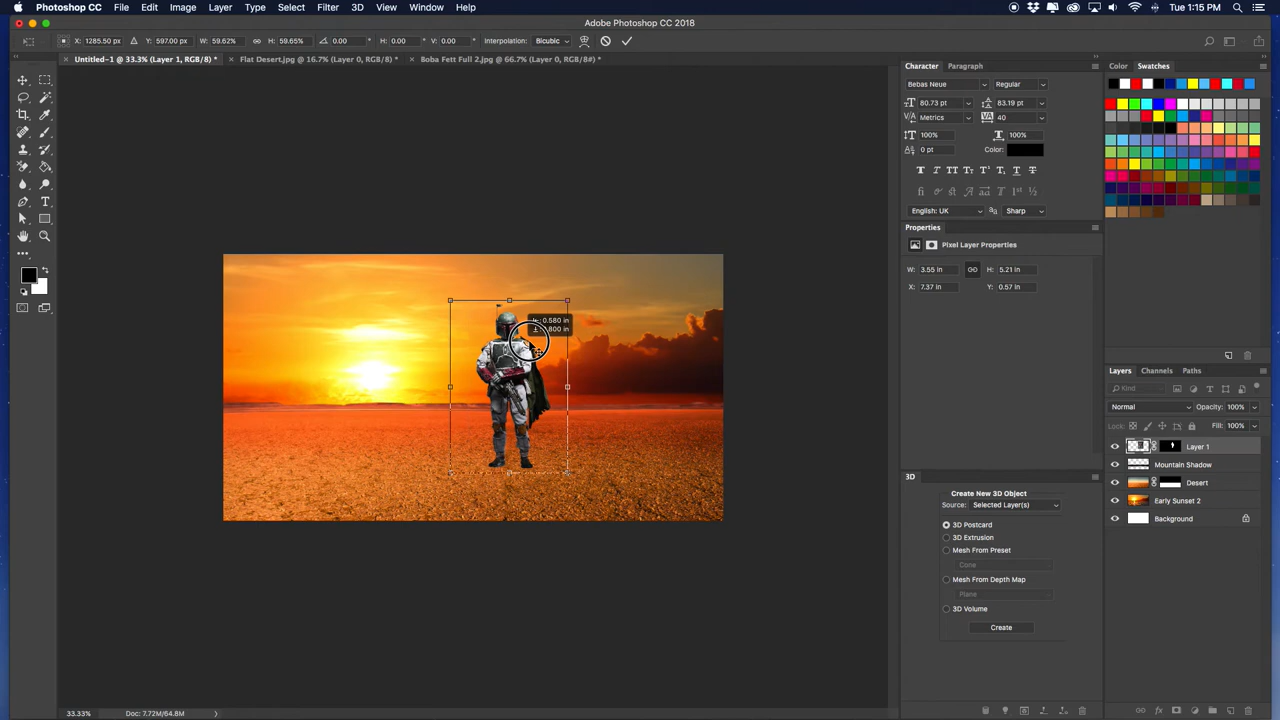 Photoshop CC File Edit Image Layer Type Select Filter 3D View Window Help Tue 1:15 PM
Adobe Photoshop CC 2018
X: 1285.50 px Y: 597.00 px W: 59.62% H: 59.65% 0.00 ° H: 0.00 ° V: 0.00 ° Interpolation: Bicubic
Untitled-1 @ 33.3% (Layer 1, RGB/8) * Flat Desert.jpg @ 16.7% (Layer 0, RGB/8) * Boba Fett Full 2.jpg @ 66.7% (Layer 0, RGB/8*) *
Character Paragraph
Bebas Neue Regular
80.73 pt 83.19 pt
Metrics 40
100% 100%
0 pt Color:
English: UK Sharp
Properties
Pixel Layer Properties
W: 3.55 in H: 5.21 in
X: 7.37 in Y: 0.57 in
3D
Create New 3D Object
Source: Selected Layer(s)
3D Postcard
3D Extrusion
Mesh From Preset
Cone
Mesh From Depth Map
Plane
3D Volume
Create
Color Swatches
Layers Channels Paths
Kind
Normal Opacity: 100%
Lock: Fill: 100%
Layer 1
Mountain Shadow
Desert
Early Sunset 2
Background
0.580 in
.800 in
33.33% Doc: 7.72M/64.8M